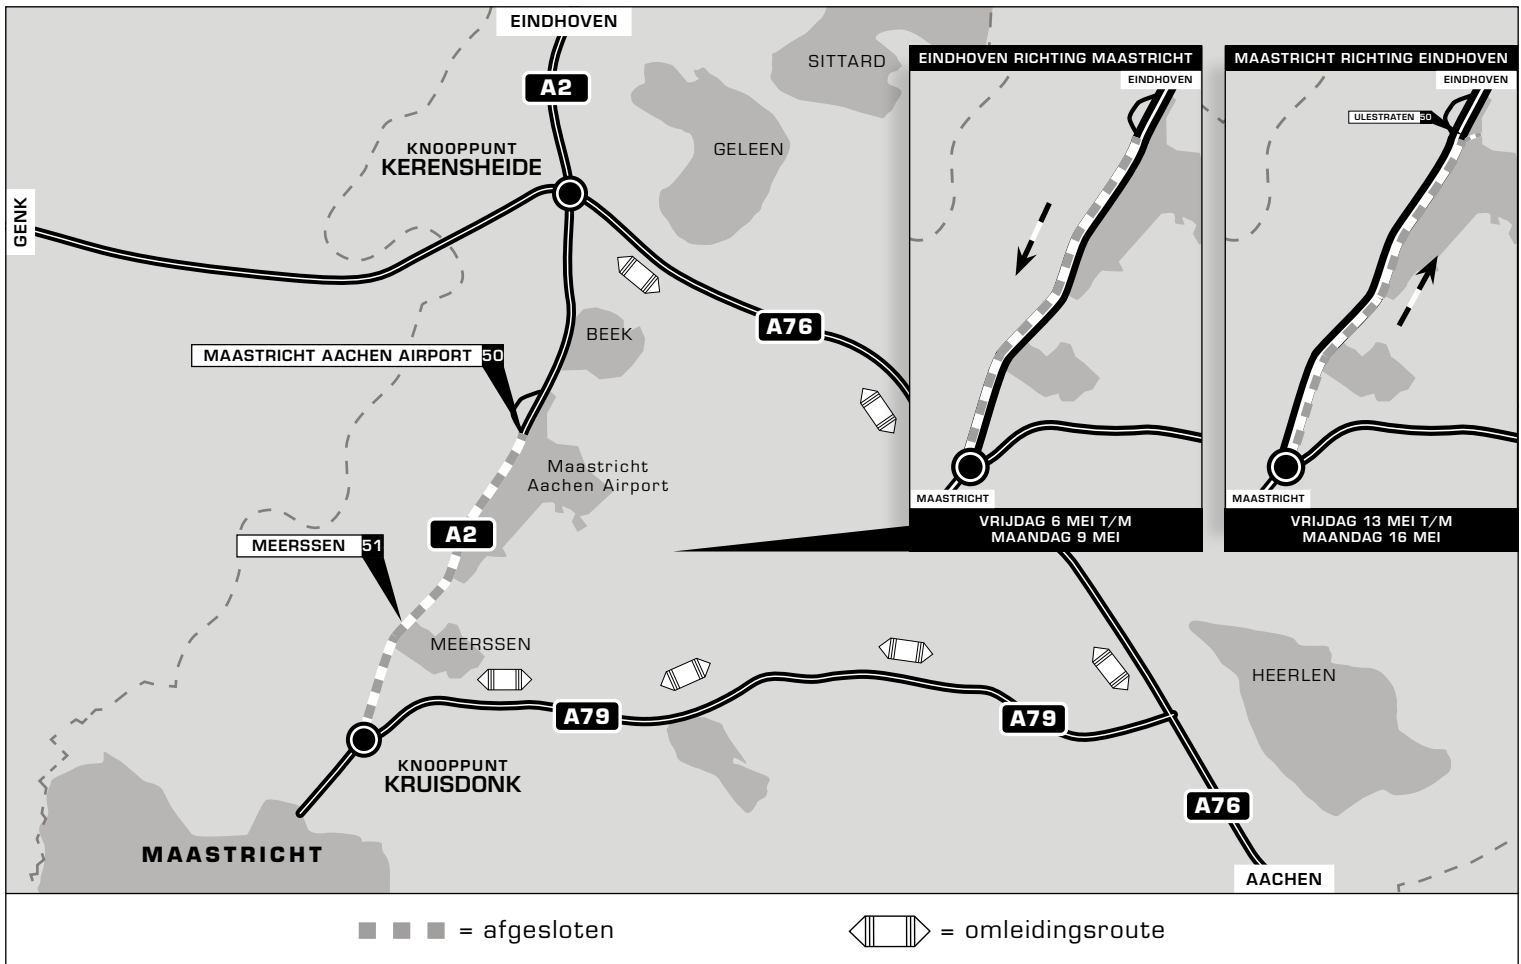 EINDHOVEN
A2
SITTARD
KNOOPPUNT
KERENSHEIDE
GELEEN
GENK
BEEK
A76
MAASTRICHT AACHEN AIRPORT 50
Maastricht
Aachen Airport
A2
MEERSSEN 51
MEERSSEN
A79
A79
HEERLEN
KNOOPPUNT
KRUISDONK
A76
MAASTRICHT
AACHEN
EINDHOVEN RICHTING MAASTRICHT
EINDHOVEN
MAASTRICHT
VRIJDAG 6 MEI T/M
MAANDAG 9 MEI
MAASTRICHT RICHTING EINDHOVEN
EINDHOVEN
ULESTRATEN 50
MAASTRICHT
VRIJDAG 13 MEI T/M
MAANDAG 16 MEI
= afgesloten
= omleidingsroute